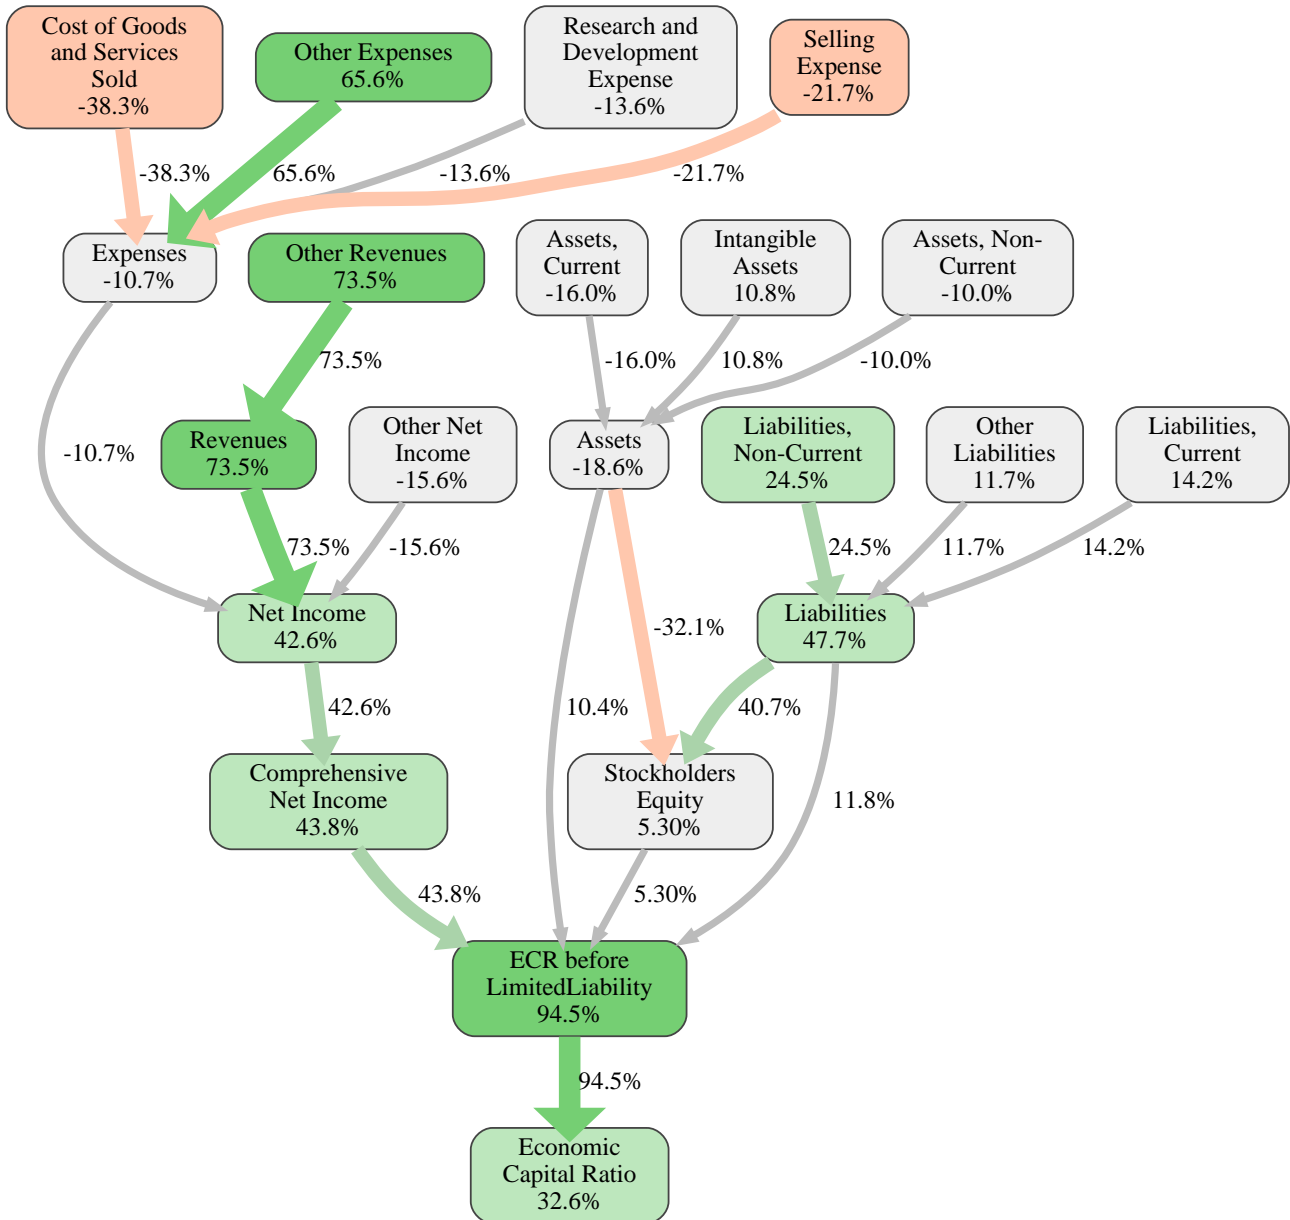 Cost of Goods
and Services
Sold
-38.3%
Other Expenses
65.6%
Research and
Development
Expense
-13.6%
Selling
Expense
-21.7%
-38.3%
65.6%
-13.6%
-21.7%
Expenses
-10.7%
Other Revenues
73.5%
Assets,
Current
-16.0%
Intangible
Assets
10.8%
Assets, Non-
Current
-10.0%
73.5%
-16.0%
10.8%
-10.0%
-10.7%
Revenues
73.5%
Other Net
Income
-15.6%
Assets
-18.6%
Liabilities,
Non-Current
24.5%
Other
Liabilities
11.7%
Liabilities,
Current
14.2%
73.5%
-15.6%
24.5%
11.7%
14.2%
Net Income
42.6%
-32.1%
Liabilities
47.7%
42.6%
10.4%
40.7%
Comprehensive
Net Income
43.8%
Stockholders
Equity
5.30%
11.8%
43.8%
5.30%
ECR before
LimitedLiability
94.5%
94.5%
Economic
Capital Ratio
32.6%